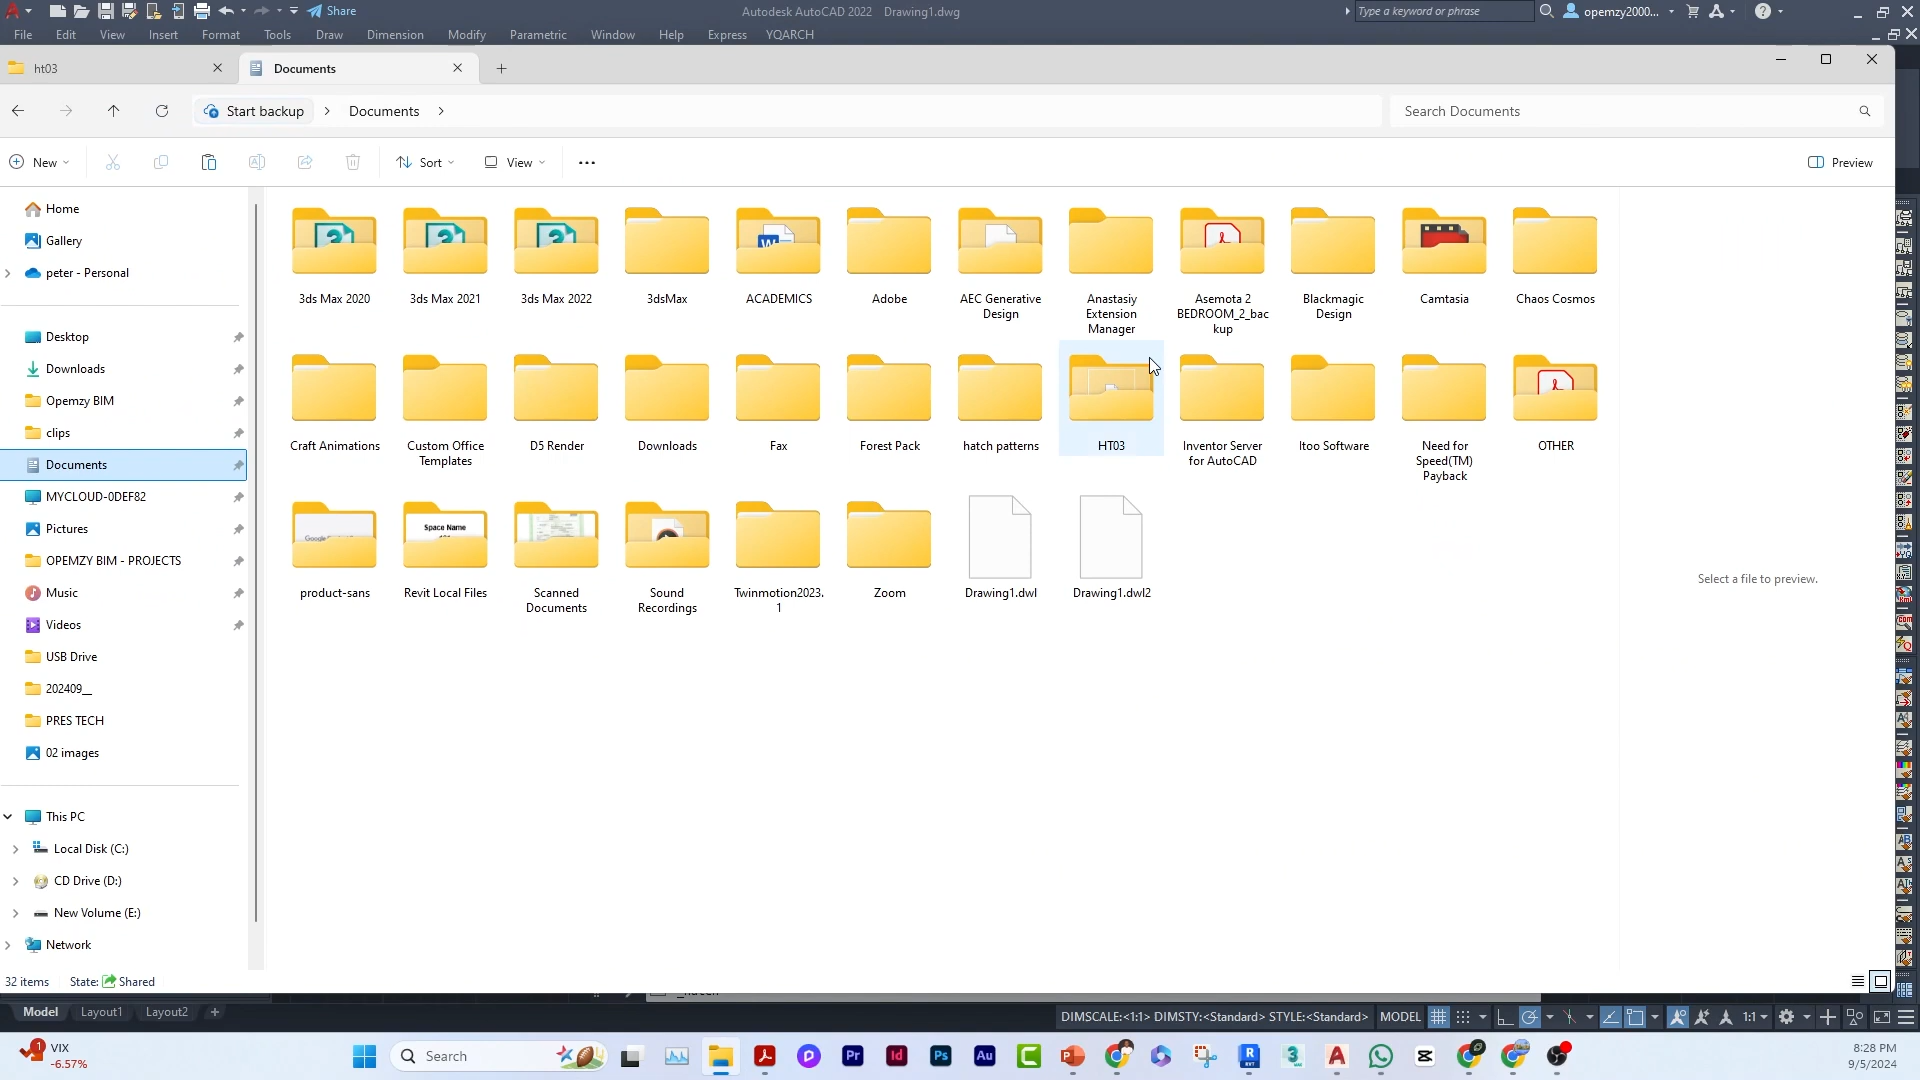 Share
Autodesk AutoCAD 2022 Drawing1.dwg
Type a keyword or phrase
opemzy2000...
File Edit View Insert Format Tools Draw Dimension Modify Parametric Window Help Express YQARCH
ht03
Documents
Start backup > Documents >
Search Documents
New
Sort
View
Preview
Home
Gallery
peter - Personal
Desktop
Downloads
Opemzy BIM
clips
Documents
MYCLOUD-0DEF82
Pictures
OPEMZY BIM - PROJECTS
Music
Videos
USB Drive
202409__
PRES TECH
02 images
This PC
Local Disk (C:)
CD Drive (D:)
New Volume (E:)
Network
3ds Max 2020
3ds Max 2021
3ds Max 2022
3dsMax
ACADEMICS
Adobe
AEC Generative
Design
Anastasiy
Extension
Manager
Asemota 2
BEDROOM_2_bac
kup
Blackmagic
Design
Camtasia
Chaos Cosmos
Craft Animations
Custom Office
Templates
D5 Render
Downloads
Fax
Forest Pack
hatch patterns
HT03
Inventor Server
for AutoCAD
Itoo Software
Need for
Speed(TM)
Payback
OTHER
Space Name
product-sans
Revit Local Files
Scanned
Documents
Sound
Recordings
Twinmotion2023.
1
Zoom
Drawing1.dwl
Drawing1.dwl2
Select a file to preview.
32 items State: Shared
Model Layout1 Layout2
DIMSCALE:<1:1> DIMSTY:<Standard> STYLE:<Standard> MODEL
1:1
1
VIX
-6.57%
Search
Pr
Id
Ps
Au
8:28 PM
9/5/2024